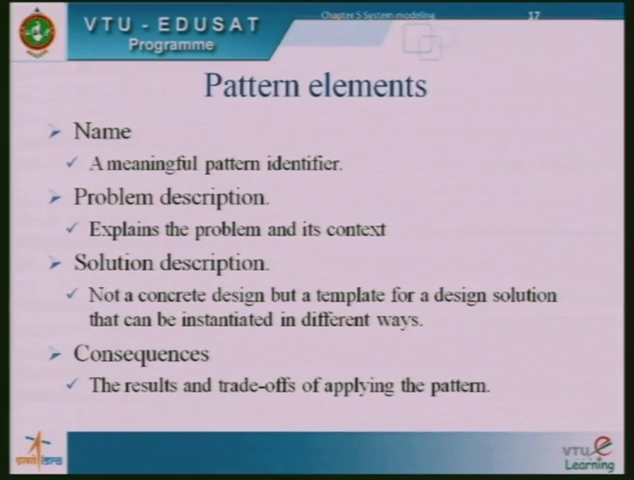 Chapter 5 System modeling
17
VTU - EDUSAT
Programme
Pattern elements
Name
A meaningful pattern identifier.
Problem description.
Explains the problem and its context
Solution description.
Not a concrete design but a template for a design solution
that can be instantiated in different ways.
Consequences
The results and trade-offs of applying the pattern.
VTU e
Learning